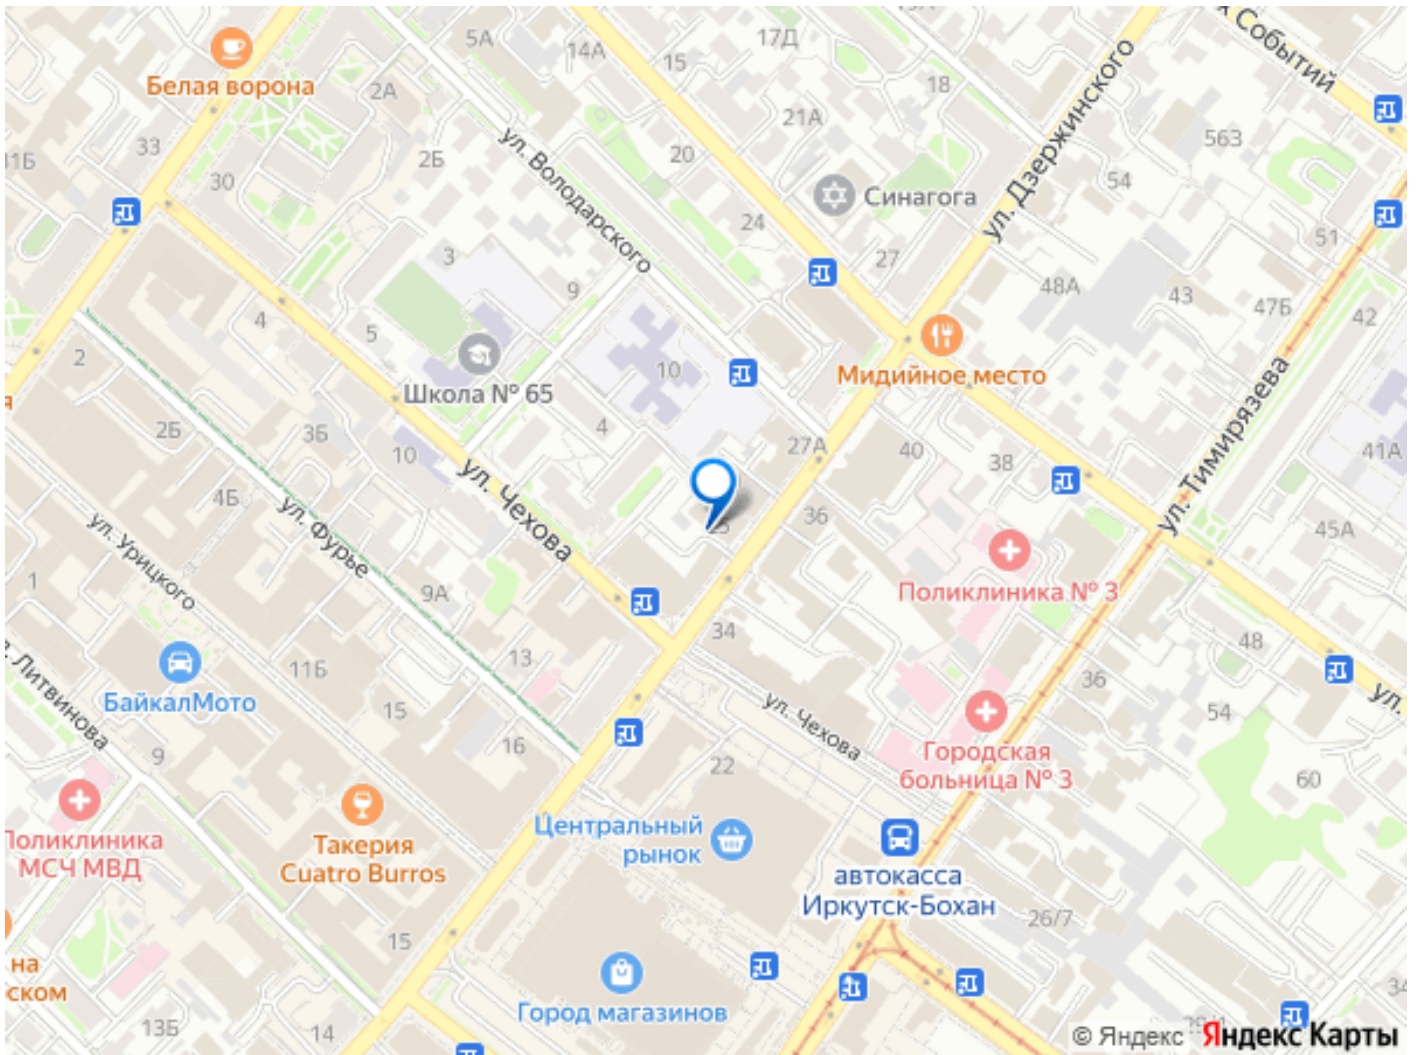 5А
14А
17Д
15
к Событий
Белая ворона
2А
18
ул. Дзержинского
21А
563
33
ул. Володарского
20
2Б
11Б
30
54
Синагога
24
51
3
27
9
48А
43
47Б
42
4
5
2
10
Мидийное место
ул. Тимирязева
я
Школа № 65
4
2Б
3Б
27А
40
38
41А
10
ул. Чехова
4Б
ул. Фурье
36
45А
ул. Урицкого
1
9А
Поликлиника № 3
34
48
13
ул. Литвинова
11Б
36
БайкалМото
15
ул. Чехова
54
ул.
16
9
22
Городская
больница № 3
60
Поликлиника
МСЧ МВД
Такерия
Cuatro Burros
Центральный
рынок
автокасса
Иркутск-Бохан
26/7
15
на
ском
Город магазинов
34
13Б
14
© Яндекс Яндекс Карты